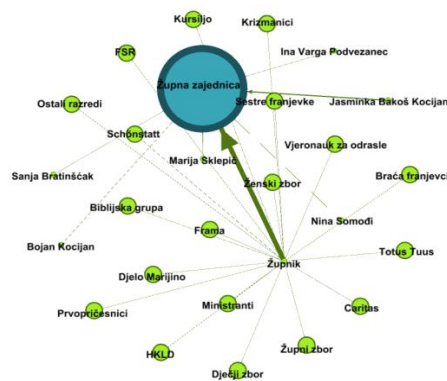 Kursiljo
Krizmanici
FSR
Ina Varga Podvezanec
Župna zajednica
Ostali razredi
Sestre franjevke
Jasminka Bakoš Kocijan
Schönstatt
Vjeronauk za odrasle
Marija Sklepić
Sanja Bratinšćak
Ženski zbor
Braća franjevci
Biblijska grupa
Nina Somođi
Frama
Bojan Kocijan
Totus Tuus
Župnik
Djelo Marijino
Prvopričesnici
Ministranti
Caritas
HKLD
Župni zbor
Dječji zbor